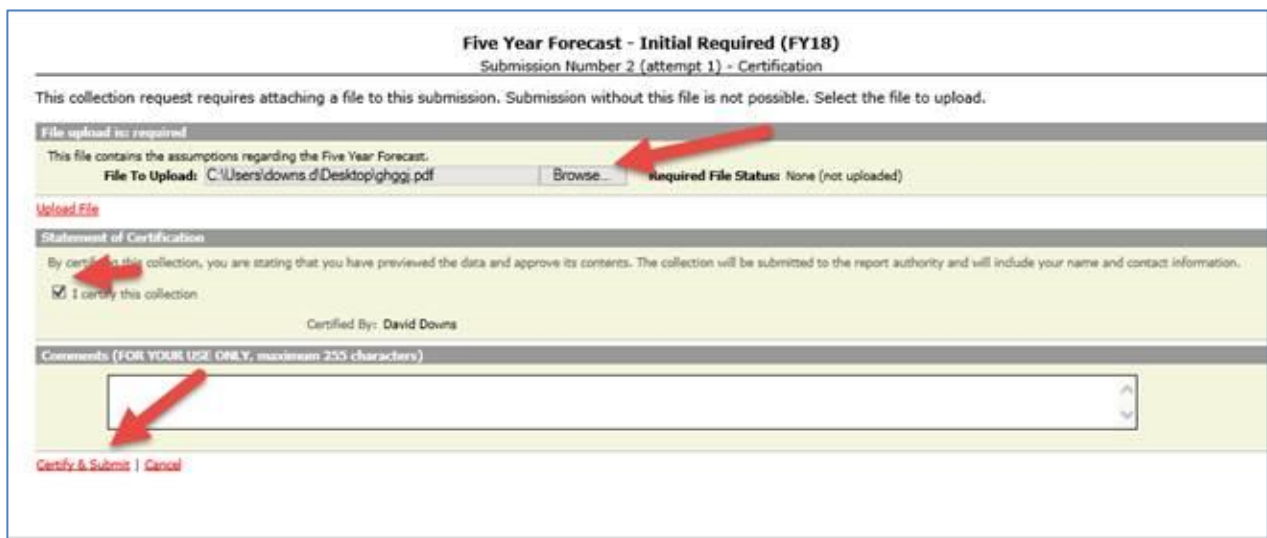 Five Year Forecast - Initial Required (FY18)
Submission Number 2 (attempt 1) - Certification
This collection request requires attaching a file to this submission. Submission without this file is not possible. Select the file to upload.
File upload is: required
This file contains the assumptions regarding the Five Year Forecast.
File To Upload: C:\Users\downs.d\Desktop\ghggj.pdf Browse... Required File Status: None (not uploaded)
Upload File
Statement of Certification
By certifying this collection, you are stating that you have previewed the data and approve its contents. The collection will be submitted to the report authority and will include your name and contact information.
I certify this collection
Certified By: David Downs
Comments (FOR YOUR USE ONLY, maximum 255 characters)
Certify & Submit | Cancel